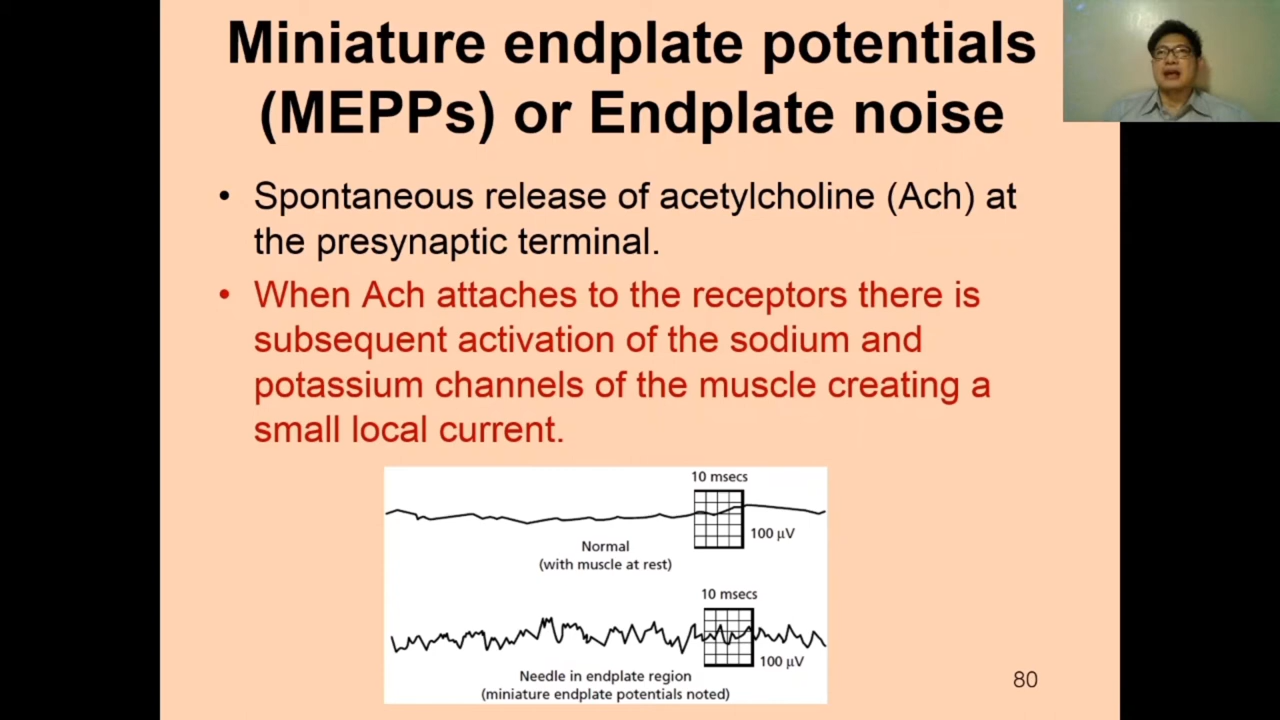 Miniature endplate potentials
(MEPPs) or Endplate noise
• Spontaneous release of acetylcholine (Ach) at
the presynaptic terminal.
• When Ach attaches to the receptors there is
subsequent activation of the sodium and
potassium channels of the muscle creating a
small local current.
10 msecs
100 µV
Normal
(with muscle at rest)
10 msecs
100 µV
Needle in endplate region
(miniature endplate potentials noted)
80